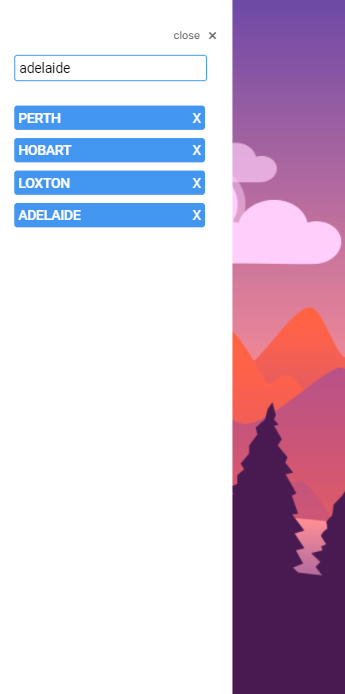 close ✕
adelaide
PERTH X
HOBART X
LOXTON X
ADELAIDE X